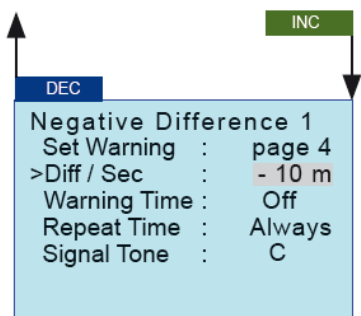 INC
DEC
Negative Difference 1
Set Warning : page 4
>Diff / Sec : - 10 m
Warning Time : Off
Repeat Time : Always
Signal Tone : C